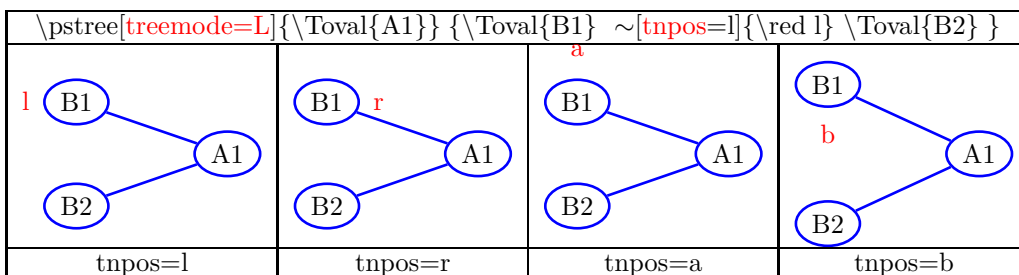 \pstree[treemode=L]{\Toval{A1}} {\Toval{B1} ~[tnpos=l]{\red l} \Toval{B2} }
l B1 A1 B2
B1 r A1 B2
a B1 A1 B2
B1 b A1 B2
tnpos=l tnpos=r tnpos=a tnpos=b